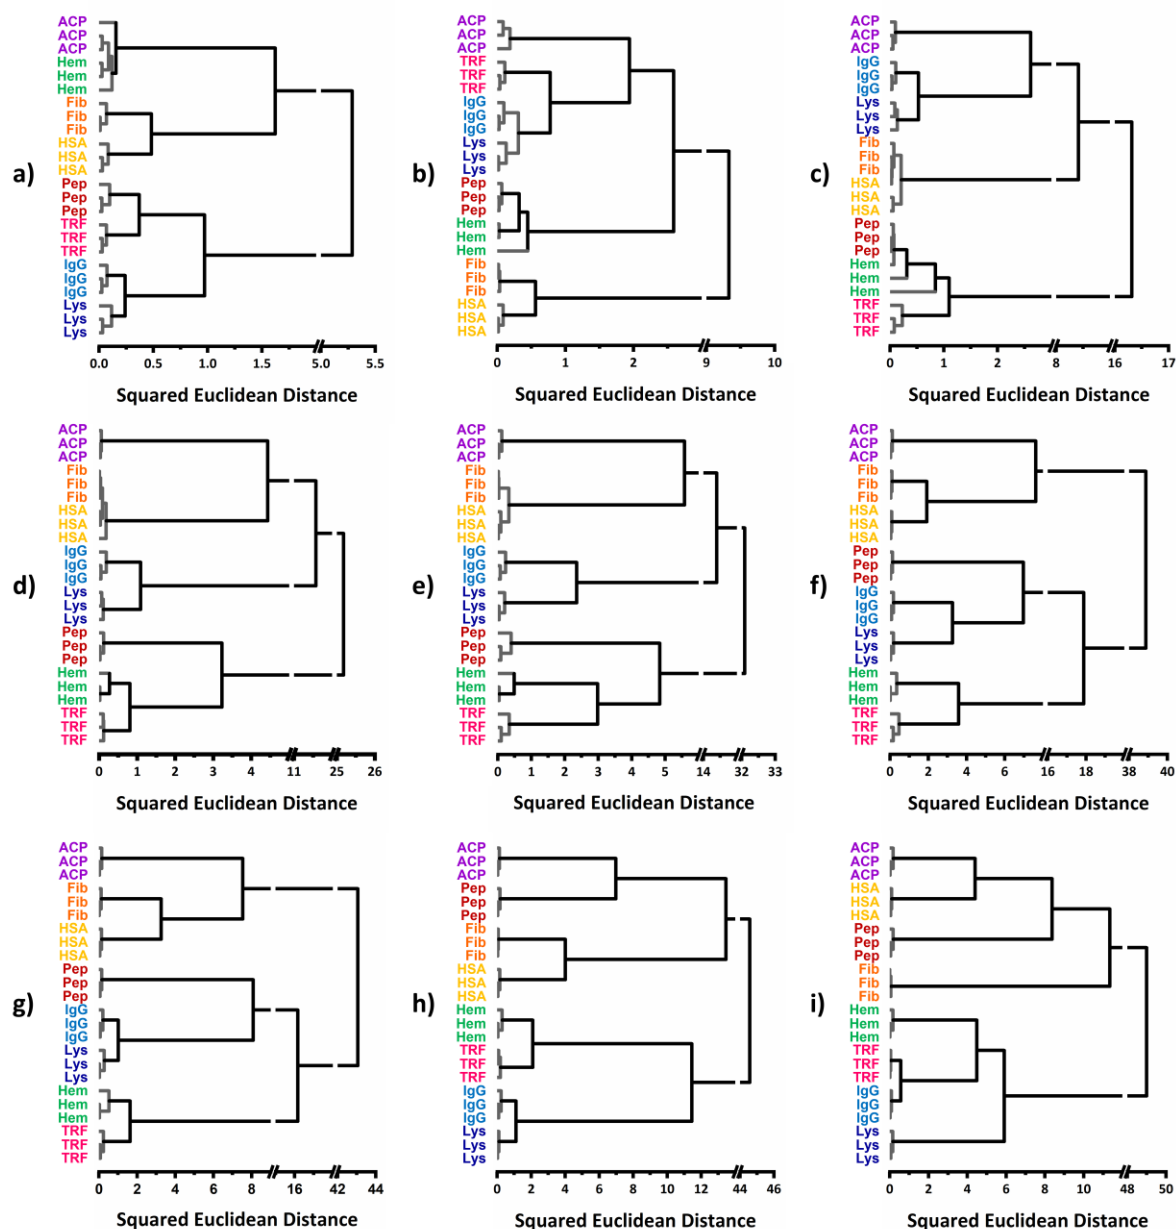 a)
ACP
ACP
ACP
Hem
Hem
Hem
Fib
Fib
Fib
HSA
HSA
HSA
Pep
Pep
Pep
TRF
TRF
TRF
IgG
IgG
IgG
Lys
Lys
Lys
0.0 0.5 1.0 1.5 5.0 5.5
Squared Euclidean Distance
b)
ACP
ACP
ACP
TRF
TRF
TRF
IgG
IgG
IgG
Lys
Lys
Lys
Pep
Pep
Pep
Hem
Hem
Hem
Fib
Fib
Fib
HSA
HSA
HSA
0 1 2 9 10
Squared Euclidean Distance
c)
ACP
ACP
ACP
IgG
IgG
IgG
Lys
Lys
Lys
Fib
Fib
Fib
HSA
HSA
HSA
Pep
Pep
Pep
Hem
Hem
Hem
TRF
TRF
TRF
0 1 2 8 16 17
Squared Euclidean Distance
d)
ACP
ACP
ACP
Fib
Fib
Fib
HSA
HSA
HSA
IgG
IgG
IgG
Lys
Lys
Lys
Pep
Pep
Pep
Hem
Hem
Hem
TRF
TRF
TRF
0 1 2 3 4 11 25 26
Squared Euclidean Distance
e)
ACP
ACP
ACP
Fib
Fib
Fib
HSA
HSA
HSA
IgG
IgG
IgG
Lys
Lys
Lys
Pep
Pep
Pep
Hem
Hem
Hem
TRF
TRF
TRF
0 1 2 3 4 5 14 32 33
Squared Euclidean Distance
f)
ACP
ACP
ACP
Fib
Fib
Fib
HSA
HSA
HSA
Pep
Pep
Pep
IgG
IgG
IgG
Lys
Lys
Lys
Hem
Hem
Hem
TRF
TRF
TRF
0 2 4 6 16 18 38 40
Squared Euclidean Distance
g)
ACP
ACP
ACP
Fib
Fib
Fib
HSA
HSA
HSA
Pep
Pep
Pep
IgG
IgG
IgG
Lys
Lys
Lys
Hem
Hem
Hem
TRF
TRF
TRF
0 2 4 6 8 16 42 44
Squared Euclidean Distance
h)
ACP
ACP
ACP
Pep
Pep
Pep
Fib
Fib
Fib
HSA
HSA
HSA
Hem
Hem
Hem
TRF
TRF
TRF
IgG
IgG
IgG
Lys
Lys
Lys
0 2 4 6 8 10 12 44 46
Squared Euclidean Distance
i)
ACP
ACP
ACP
HSA
HSA
HSA
Pep
Pep
Pep
Fib
Fib
Fib
Hem
Hem
Hem
TRF
TRF
TRF
IgG
IgG
IgG
Lys
Lys
Lys
0 2 4 6 8 10 48 50
Squared Euclidean Distance